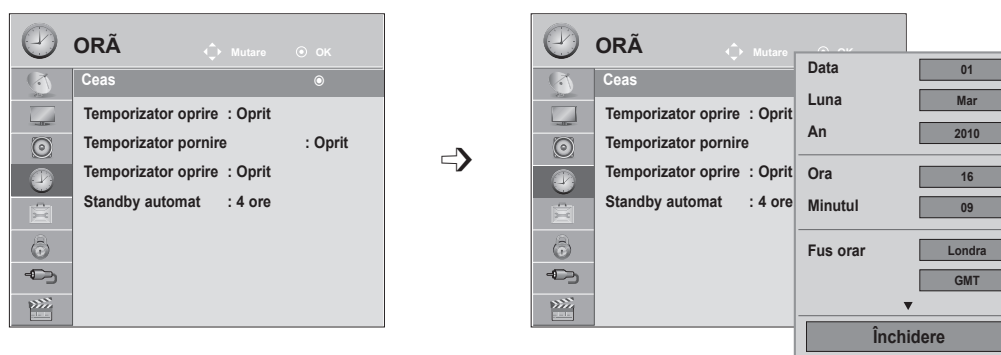 ORÃ
Mutare
OK
Ceas
Temporizator oprire : Oprit
Temporizator pornire : Oprit
Temporizator oprire : Oprit
Standby automat : 4 ore
ORÃ
Mutare
Ceas
Temporizator oprire : Oprit
Temporizator pornire
Temporizator oprire : Oprit
Standby automat : 4 ore
Data 01
Luna Mar
An 2010
Ora 16
Minutul 09
Fus orar Londra
GMT
Închidere